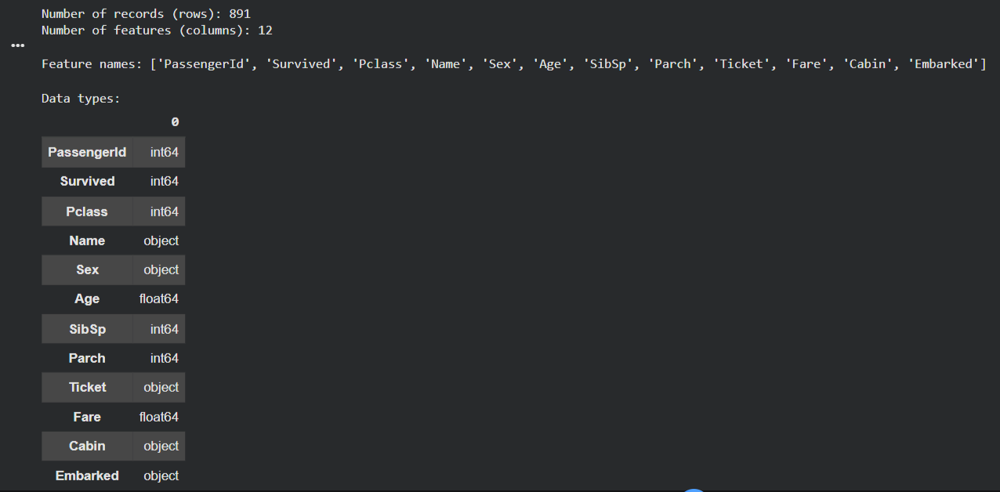 Number of records (rows): 891
Number of features (columns): 12
Feature names: ['PassengerId', 'Survived', 'Pclass', 'Name', 'Sex', 'Age', 'SibSp', 'Parch', 'Ticket', 'Fare', 'Cabin', 'Embarked']
Data types:
0
PassengerId int64
Survived int64
Pclass int64
Name object
Sex object
Age float64
SibSp int64
Parch int64
Ticket object
Fare float64
Cabin object
Embarked object